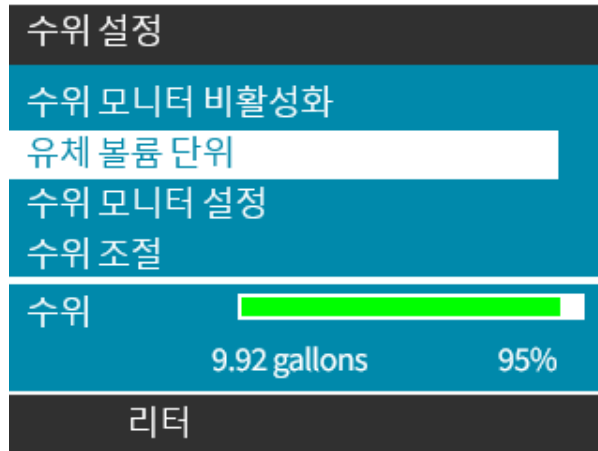 수위 설정
수위 모니터 비활성화
유체 볼륨 단위
수위 모니터 설정
수위 조절
수위
9.92 gallons 95%
리터